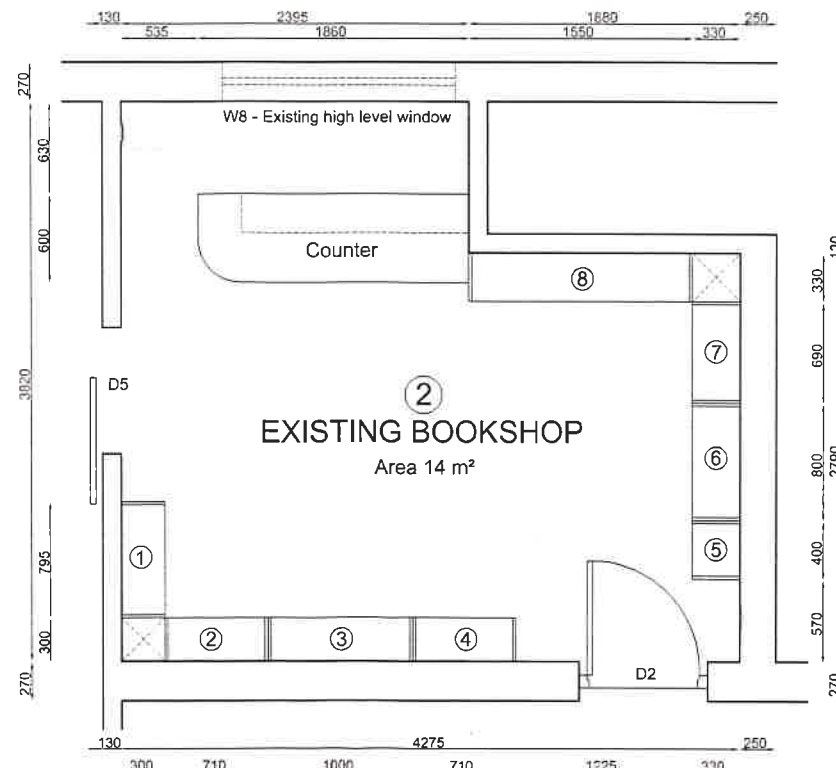 130 2395 1880 250
535 1860 1550 330
270
W8 - Existing high level window
630
600
Counter
3820
D5
②
EXISTING BOOKSHOP
Area 14 m²
⑧
⑦
⑥
⑤
①
②
③
④
D2
795
300
270
330
690
800
400
570
270
130 4275 250
300 710 1000 710 1225 330